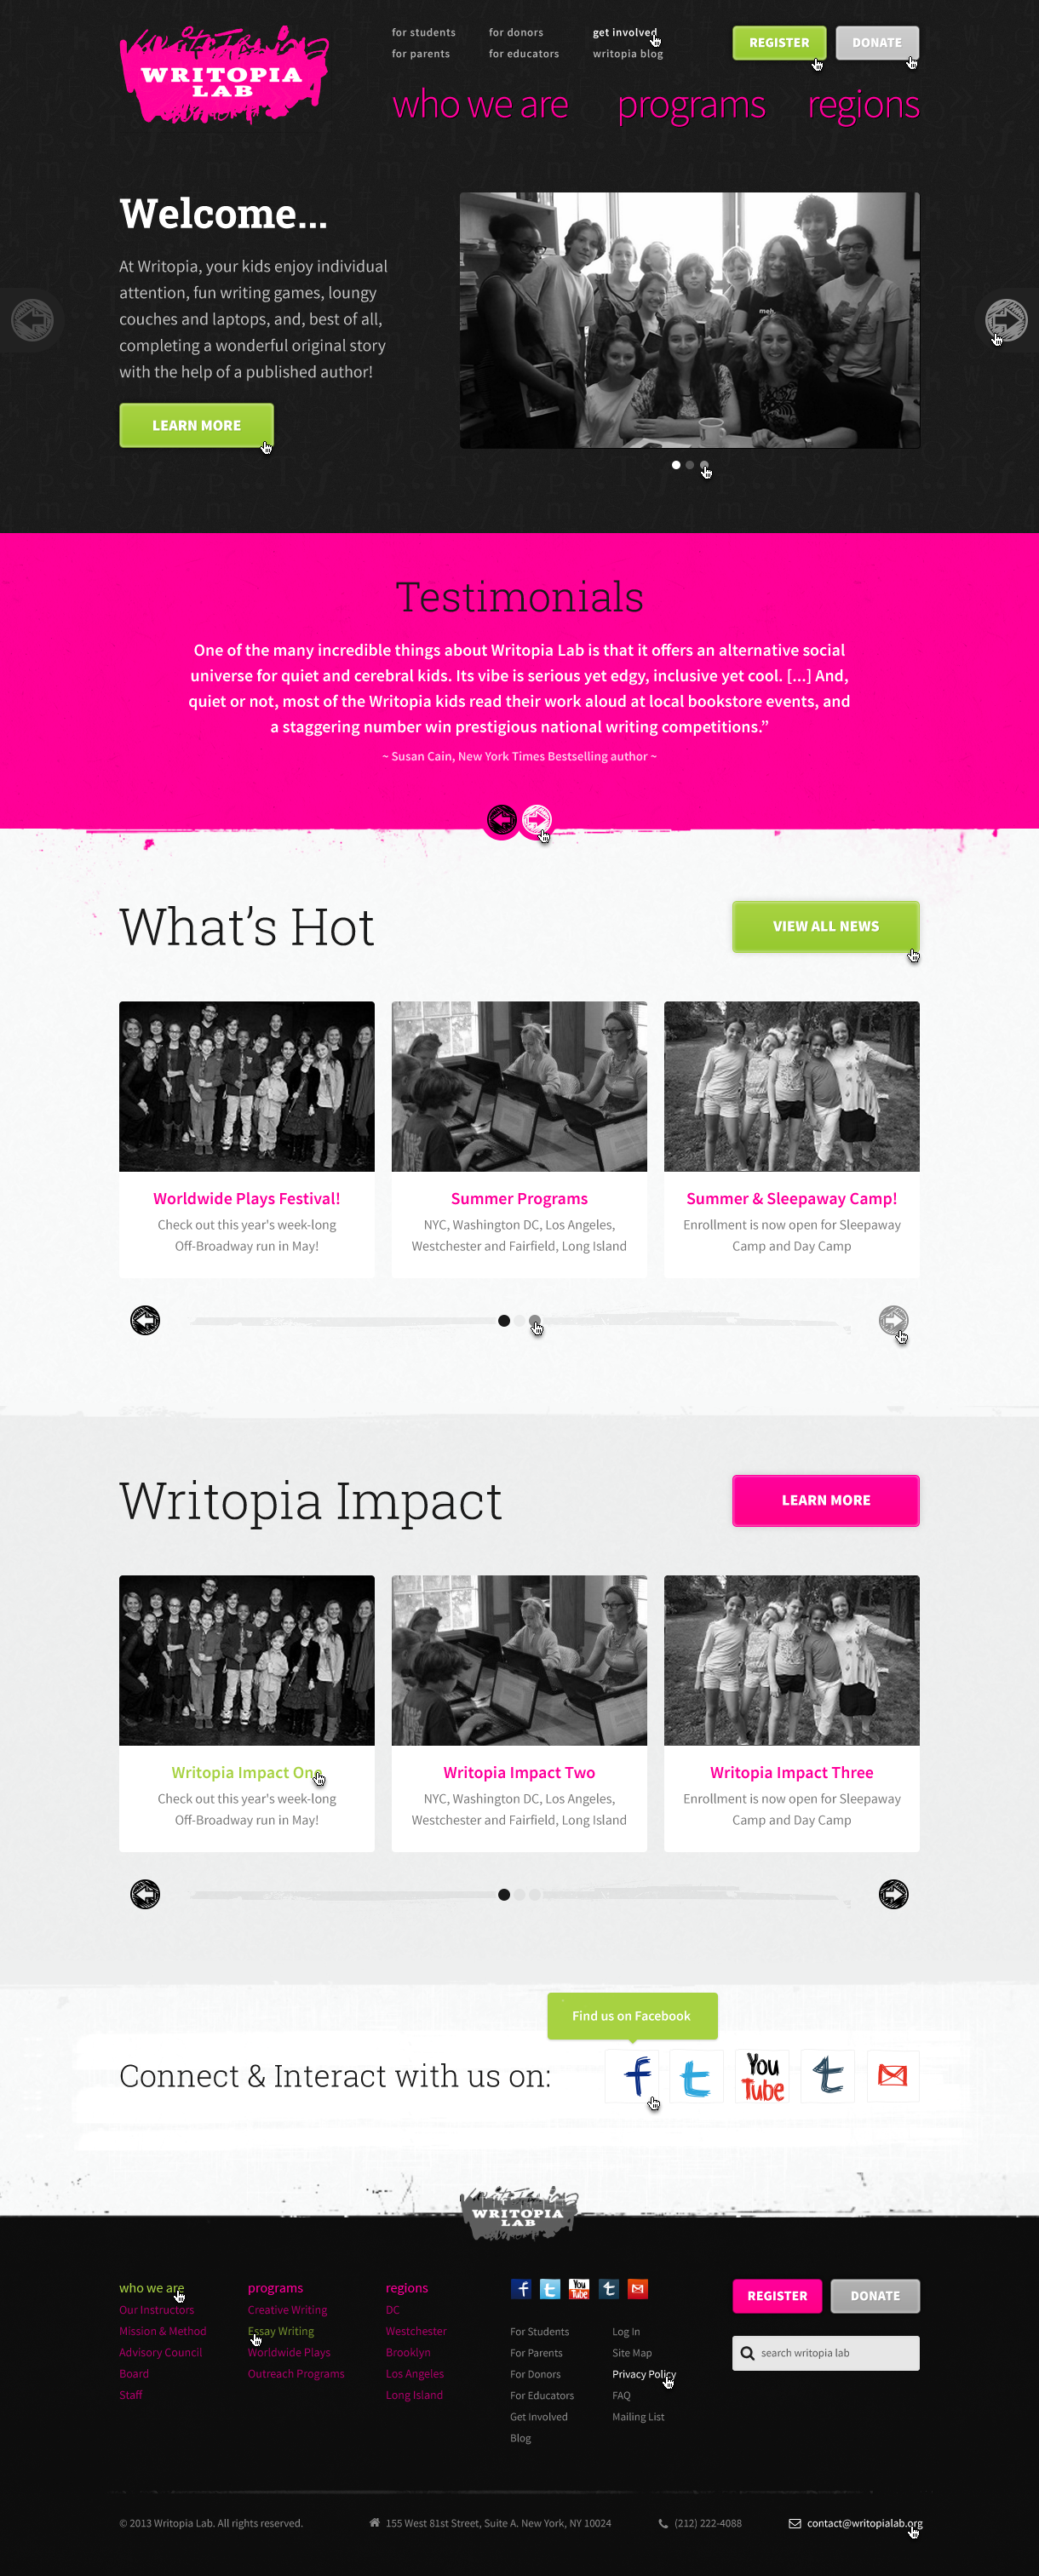 WRITOPIA
LAB
for students
for donors
get involved
for parents
for educators
writopia blog
REGISTER
DONATE
who we are
programs
regions
Welcome...
At Writopia, your kids enjoy individual
attention, fun writing games, loungy
couches and laptops, and, best of all,
completing a wonderful original story
with the help of a published author!
LEARN MORE
meh.
Testimonials
One of the many incredible things about Writopia Lab is that it offers an alternative social
universe for quiet and cerebral kids. Its vibe is serious yet edgy, inclusive yet cool. [...] And,
quiet or not, most of the Writopia kids read their work aloud at local bookstore events, and
a staggering number win prestigious national writing competitions.”
~ Susan Cain, New York Times Bestselling author ~
What’s Hot
VIEW ALL NEWS
Worldwide Plays Festival!
Check out this year's week-long
Off-Broadway run in May!
Summer Programs
NYC, Washington DC, Los Angeles,
Westchester and Fairfield, Long Island
Summer & Sleepaway Camp!
Enrollment is now open for Sleepaway
Camp and Day Camp
Writopia Impact
LEARN MORE
Writopia Impact One
Check out this year's week-long
Off-Broadway run in May!
Writopia Impact Two
NYC, Washington DC, Los Angeles,
Westchester and Fairfield, Long Island
Writopia Impact Three
Enrollment is now open for Sleepaway
Camp and Day Camp
Find us on Facebook
Connect & Interact with us on:
f
t
You
Tube
t
WRITOPIA
LAB
who we are
Our Instructors
Mission & Method
Advisory Council
Board
Staff
programs
Creative Writing
Essay Writing
Worldwide Plays
Outreach Programs
regions
DC
Westchester
Brooklyn
Los Angeles
Long Island
f
t
You
Tube
t
For Students
For Parents
For Donors
For Educators
Get Involved
Blog
Log In
Site Map
Privacy Policy
FAQ
Mailing List
REGISTER
DONATE
search writopia lab
© 2013 Writopia Lab. All rights reserved.
155 West 81st Street, Suite A. New York, NY 10024
(212) 222-4088
contact@writopialab.org